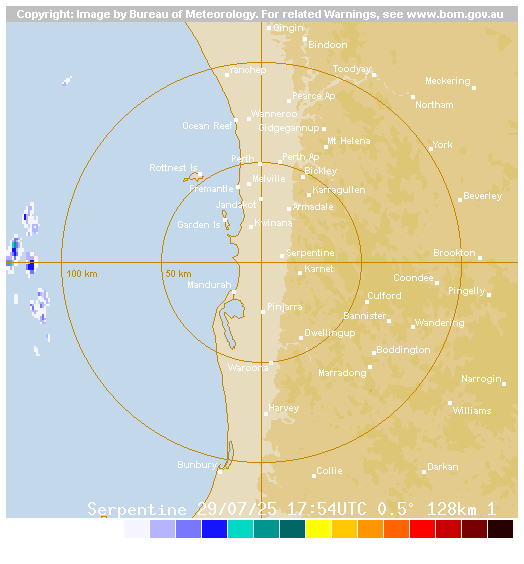 Copyright: Image by Bureau of Meteorology. For related Warnings, see www.bom.gov.au
Gingin
Bindoon
Yanchep
Toodyay
Meckering
Pearce Ap
Northam
Wanneroo
Ocean Reef
Gidgegannup
Mt Helena
York
Perth
Perth Ap
Rottnest Is
Bickley
Melville
Fremantle
Karragullen
Beverley
Jandakot
Armadale
Garden Is
Kwinana
Serpentine
Brookton
100 km
50 km
Karnet
Mandurah
Coondee
Pingelly
Cufford
Pinjarra
Bannister
Wandering
Dwellingup
Boddington
Waroona
Marradong
Narrogin
Harvey
Williams
Bunbury
Collie
Darkan
Serpentine 29/07/25 17:54UTC 0.5° 128km 1